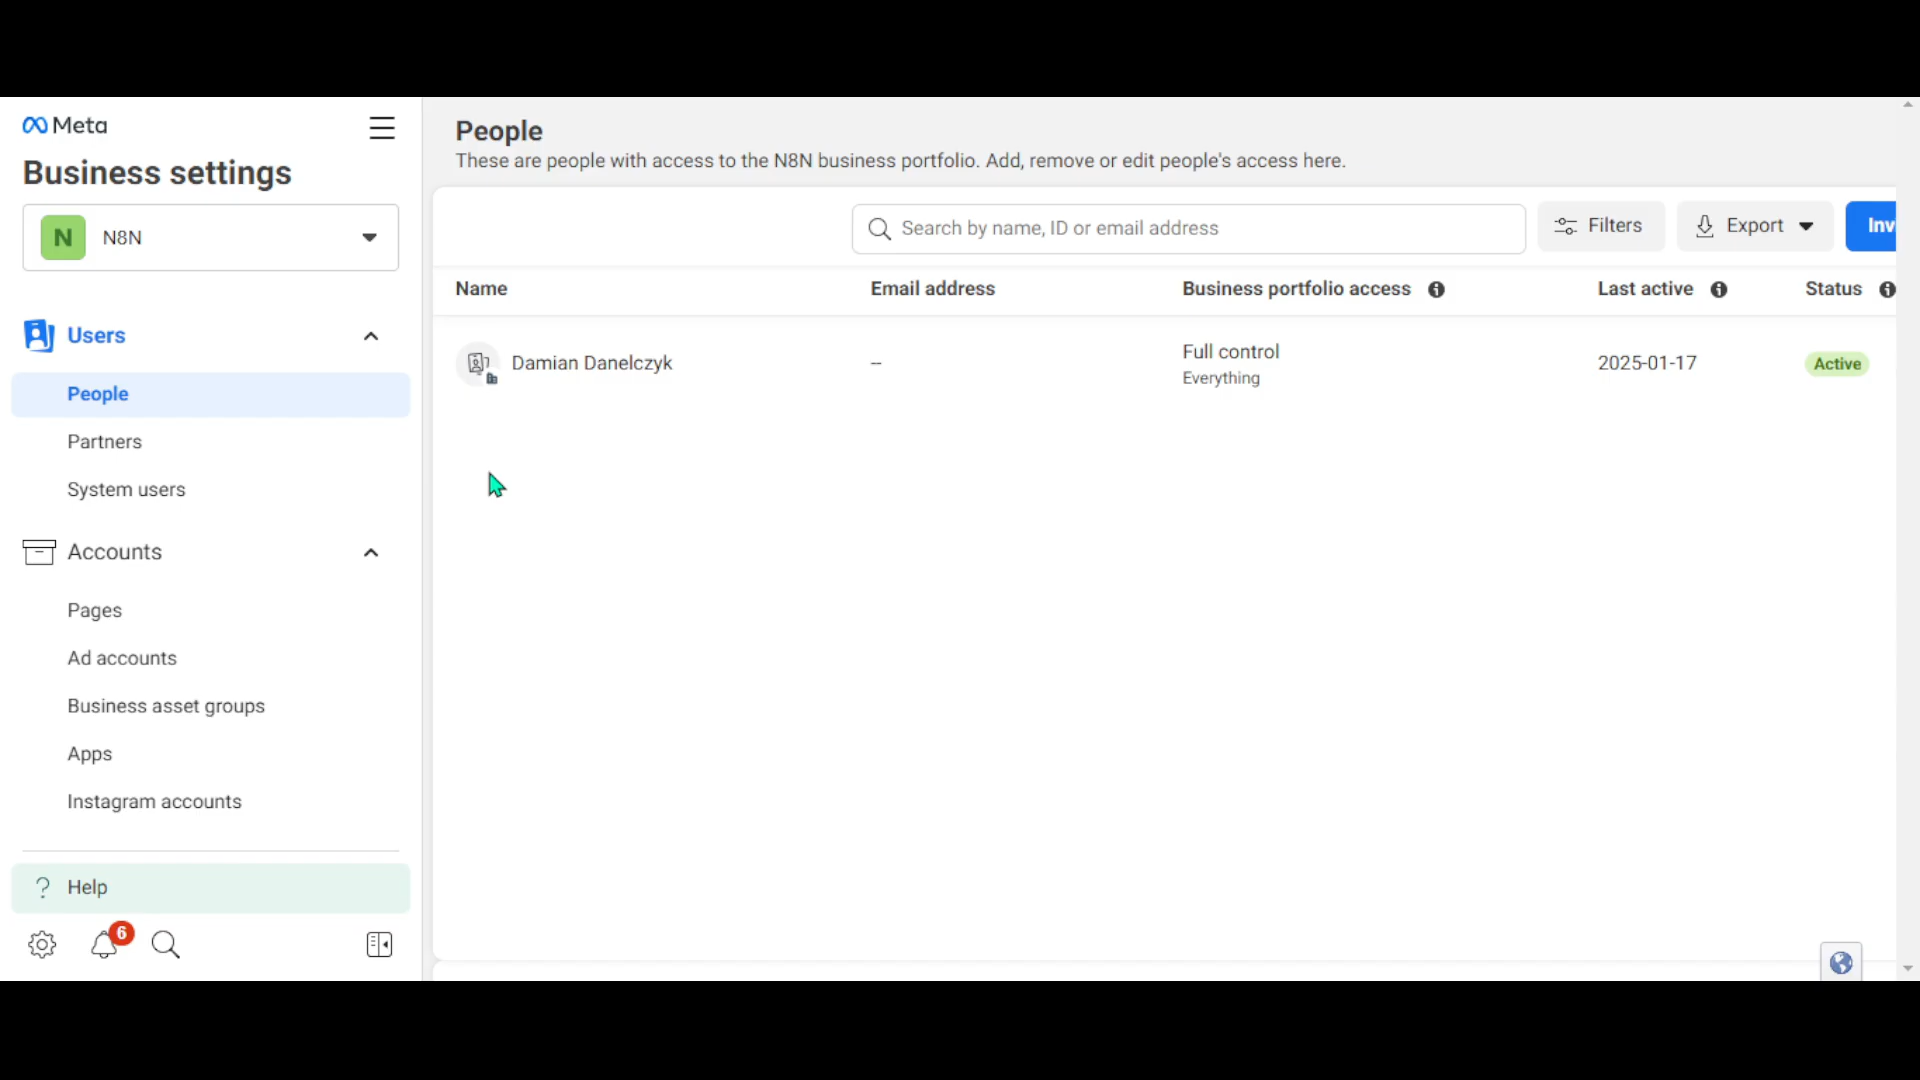 Meta
Business settings
N
N8N
Users
People
Partners
System users
Accounts
Pages
Ad accounts
Business asset groups
Apps
Instagram accounts
? Help
6
People
These are people with access to the N8N business portfolio. Add, remove or edit people's access here.
Search by name, ID or email address
Filters
Export
Inv
Name
Email address
Business portfolio access
Last active
Status
Damian Danelczyk
--
Full control
Everything
2025-01-17
Active